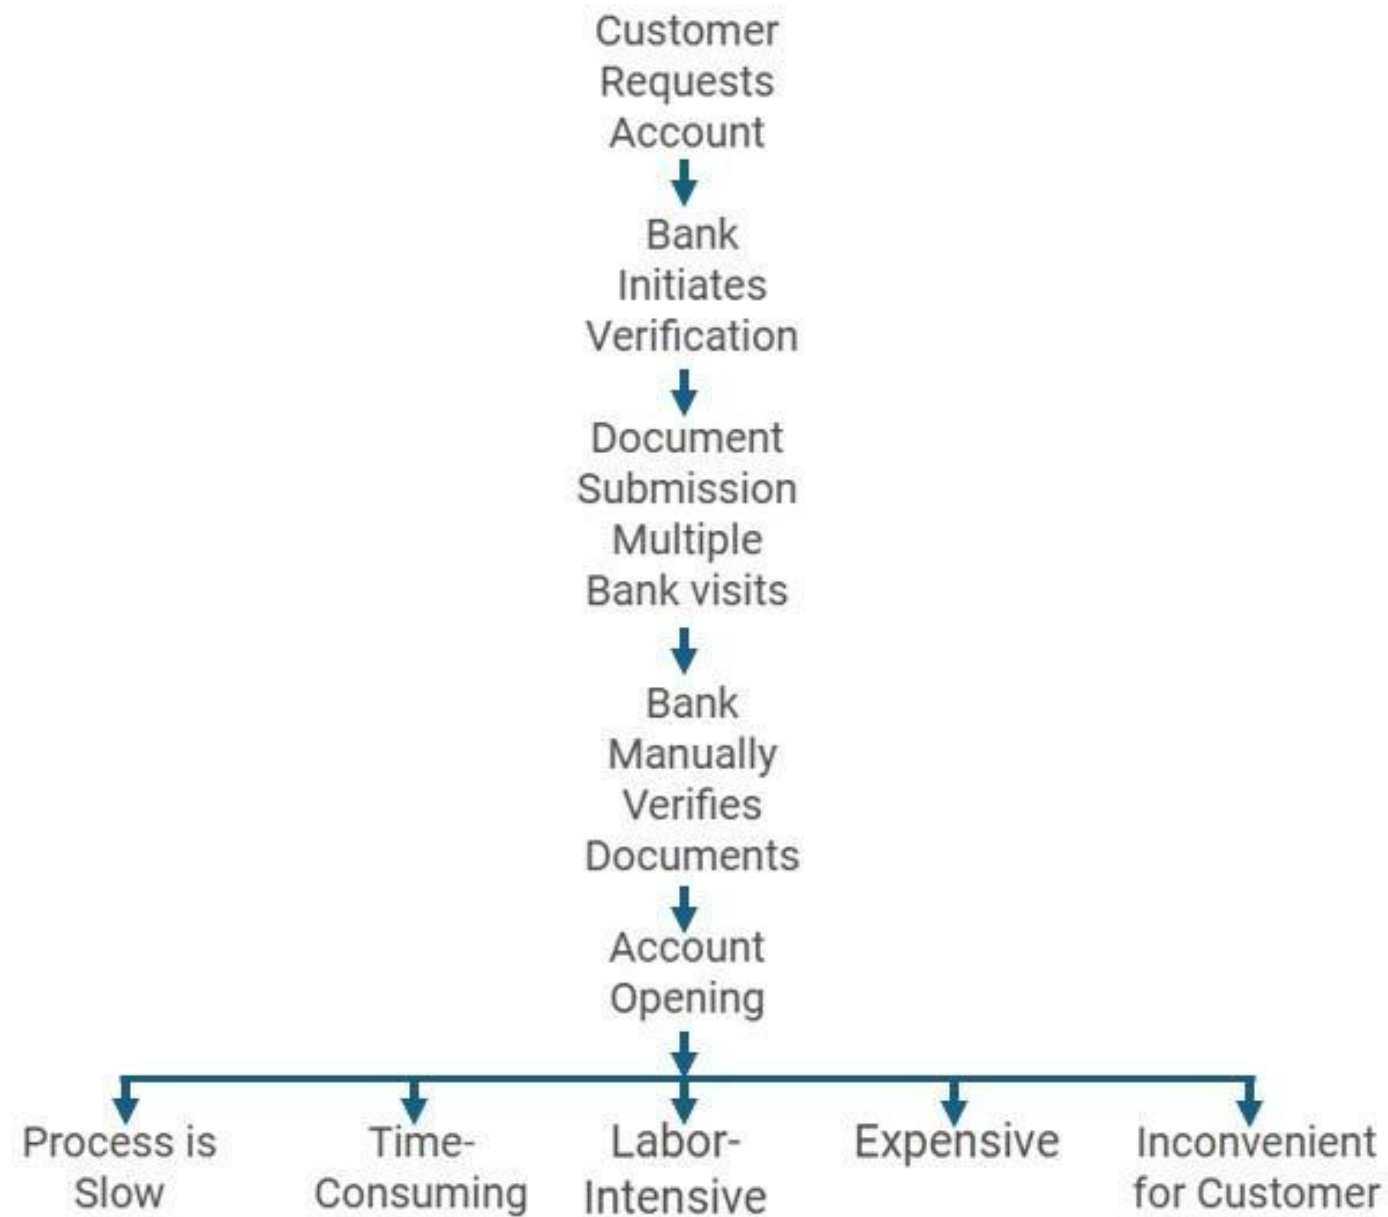 Customer
Requests
Account
Bank
Initiates
Verification
Document
Submission
Multiple
Bank visits
Bank
Manually
Verifies
Documents
Account
Opening
Process is
Slow
Time-
Consuming
Labor-
Intensive
Expensive
Inconvenient
for Customer